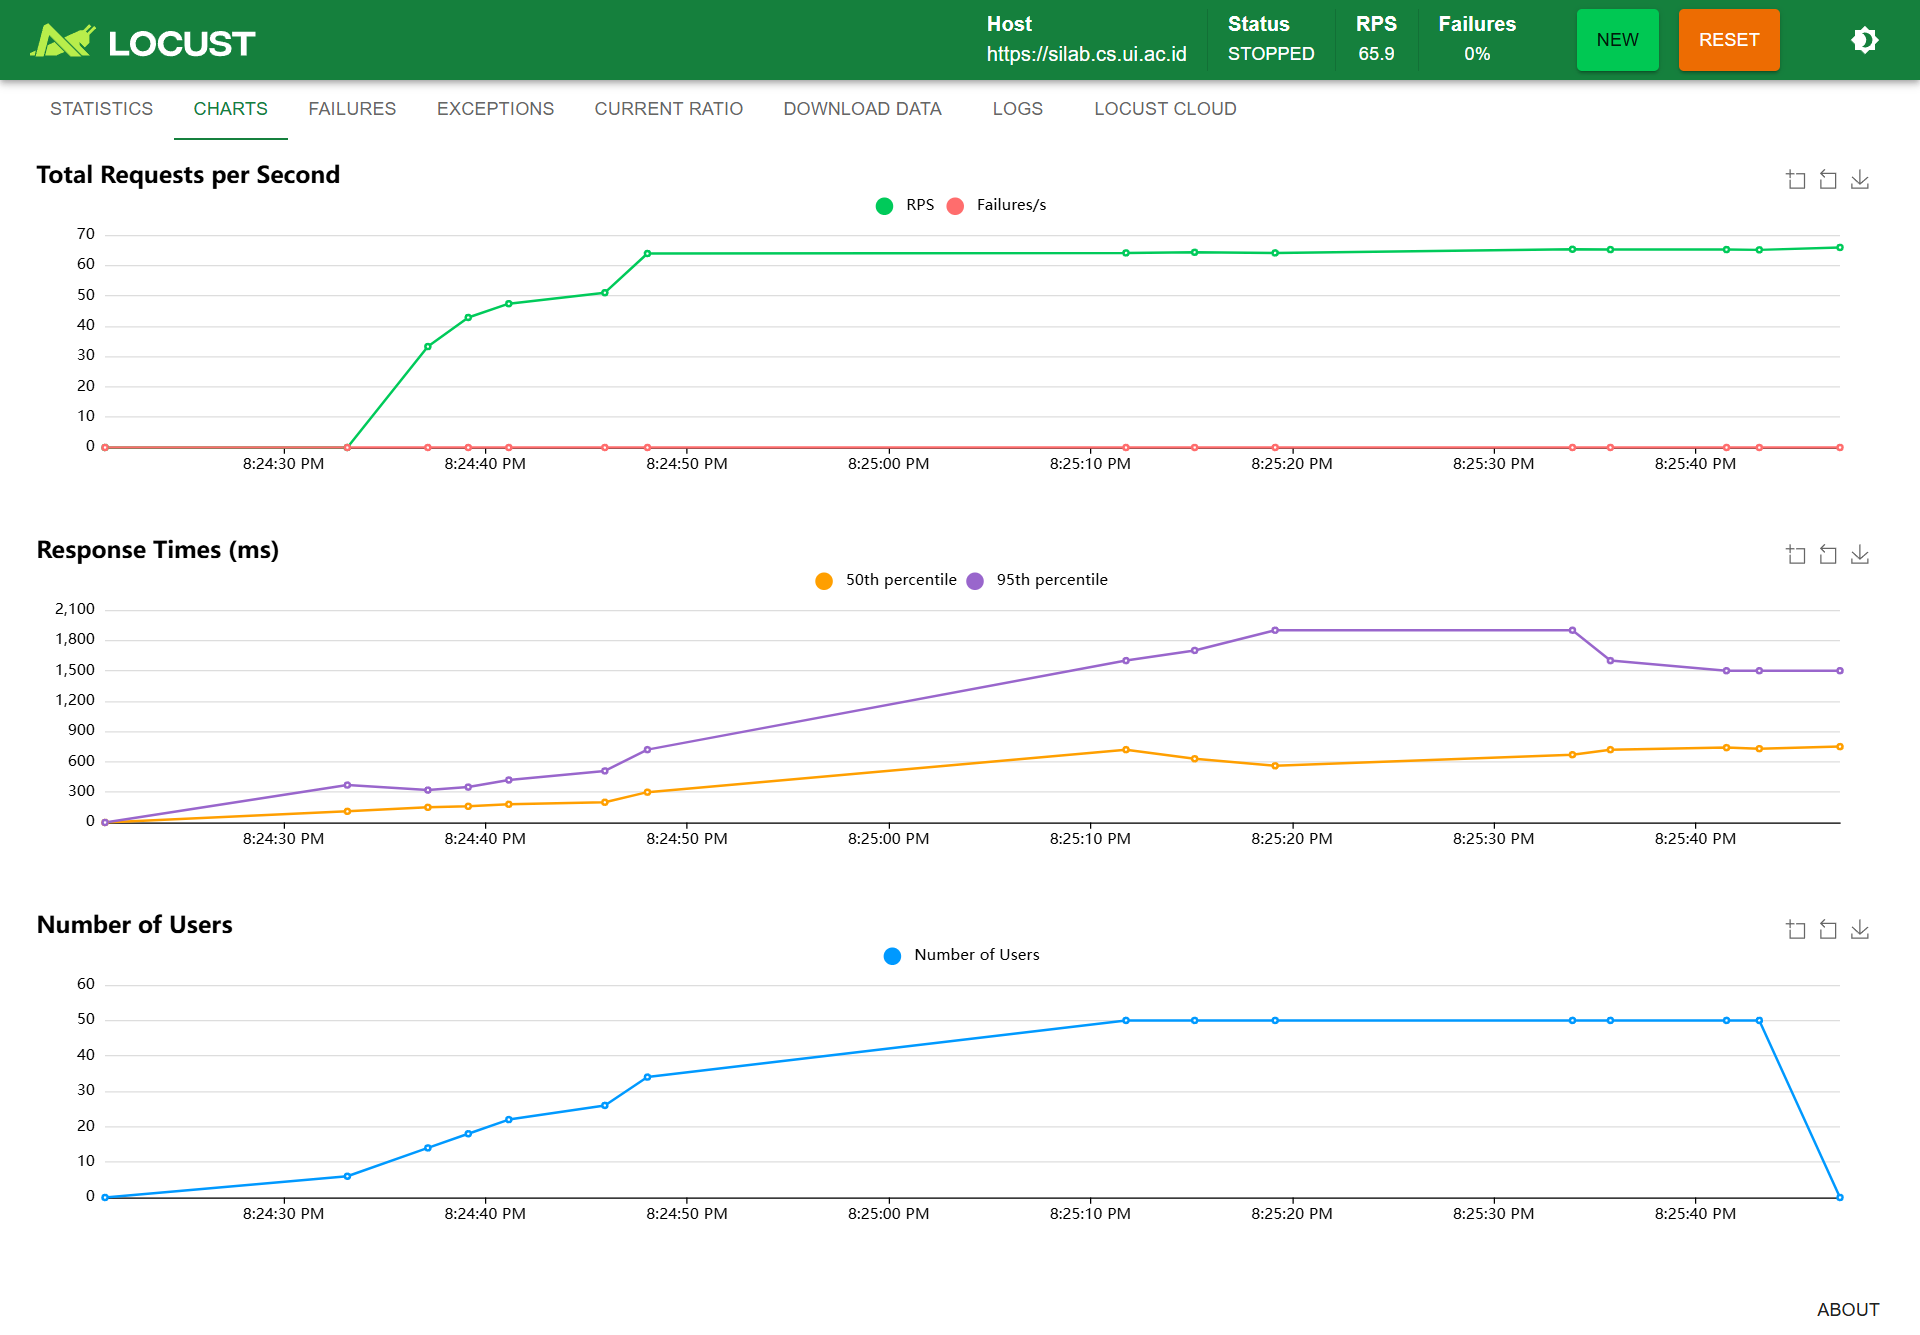 LOCUST
Host
https://silab.cs.ui.ac.id
Status
STOPPED
RPS
65.9
Failures
0%
NEW
RESET
STATISTICS CHARTS FAILURES EXCEPTIONS CURRENT RATIO DOWNLOAD DATA LOGS LOCUST CLOUD
Total Requests per Second
RPS Failures/s
70
60
50
40
30
20
10
0
8:24:30 PM 8:24:40 PM 8:24:50 PM 8:25:00 PM 8:25:10 PM 8:25:20 PM 8:25:30 PM 8:25:40 PM
Response Times (ms)
50th percentile 95th percentile
2,100
1,800
1,500
1,200
900
600
300
0
8:24:30 PM 8:24:40 PM 8:24:50 PM 8:25:00 PM 8:25:10 PM 8:25:20 PM 8:25:30 PM 8:25:40 PM
Number of Users
Number of Users
60
50
40
30
20
10
0
8:24:30 PM 8:24:40 PM 8:24:50 PM 8:25:00 PM 8:25:10 PM 8:25:20 PM 8:25:30 PM 8:25:40 PM
ABOUT